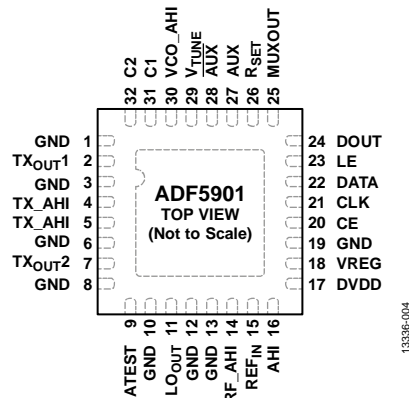 32 C2
31 C1
30 VCO_AHI
29 VTUNE
28 AUX
27 AUX
26 RSET
25 MUXOUT
GND 1
TXOUT1 2
GND 3
TX_AHI 4
TX_AHI 5
GND 6
TXOUT2 7
GND 8
ADF5901
TOP VIEW
(Not to Scale)
24 DOUT
23 LE
22 DATA
21 CLK
20 CE
19 GND
18 VREG
17 DVDD
ATEST 9
GND 10
LOOUT 11
GND 12
GND 13
RF_AHI 14
REFIN 15
AHI 16
13336-004